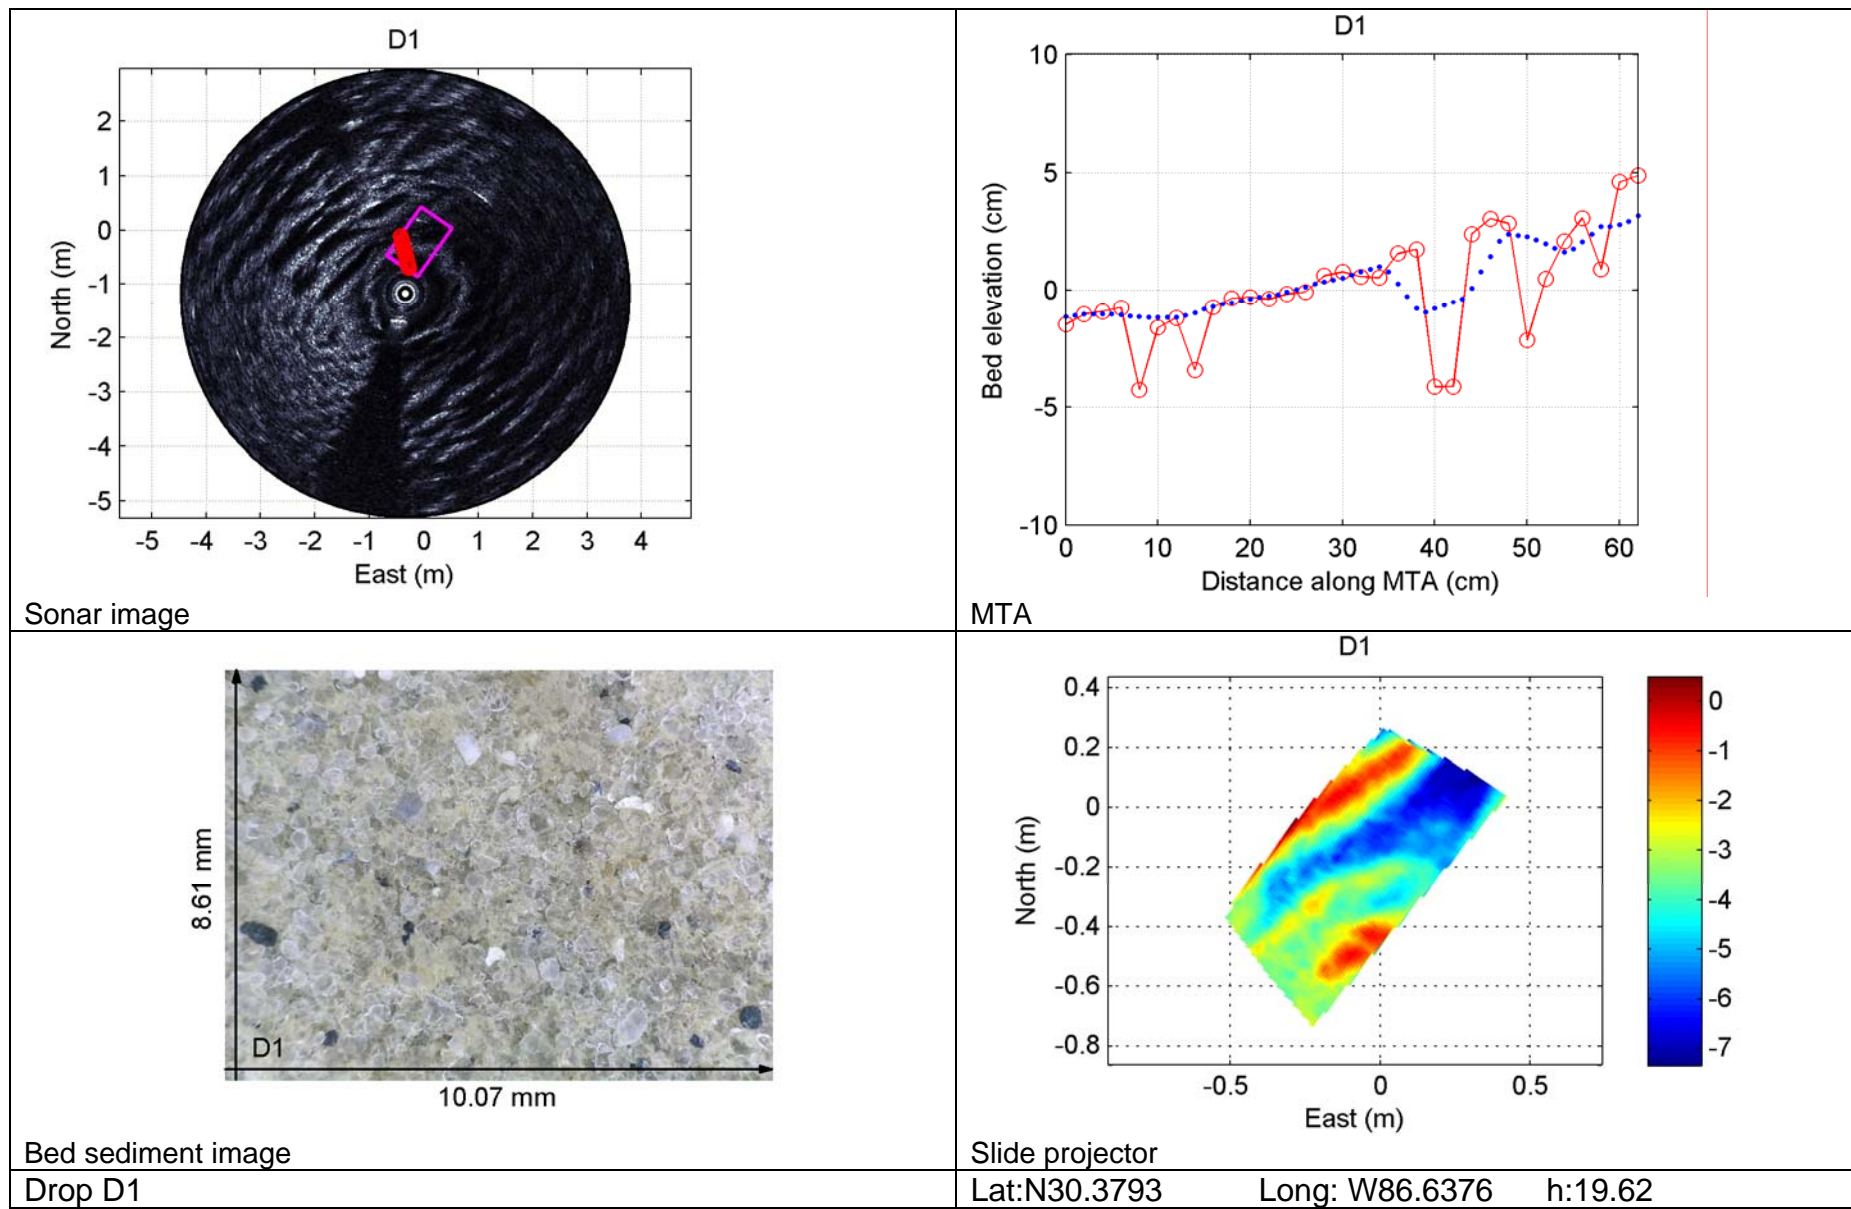 D1
2
1
0
-1
-2
-3
-4
-5
North (m)
-5 -4 -3 -2 -1 0 1 2 3 4
East (m)
Sonar image
D1
10
5
0
-5
-10
Bed elevation (cm)
0 10 20 30 40 50 60
Distance along MTA (cm)
MTA
8.61 mm
D1
10.07 mm
Bed sediment image
D1
0.4
0.2
0
-0.2
-0.4
-0.6
-0.8
North (m)
-0.5 0 0.5
East (m)
0
-1
-2
-3
-4
-5
-6
-7
Slide projector
Drop D1
Lat:N30.3793 Long: W86.6376 h:19.62